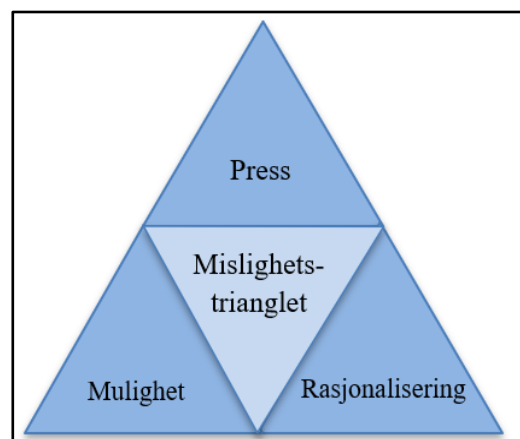 Press
Mislighets-
trianglet
Mulighet
Rasjonalisering